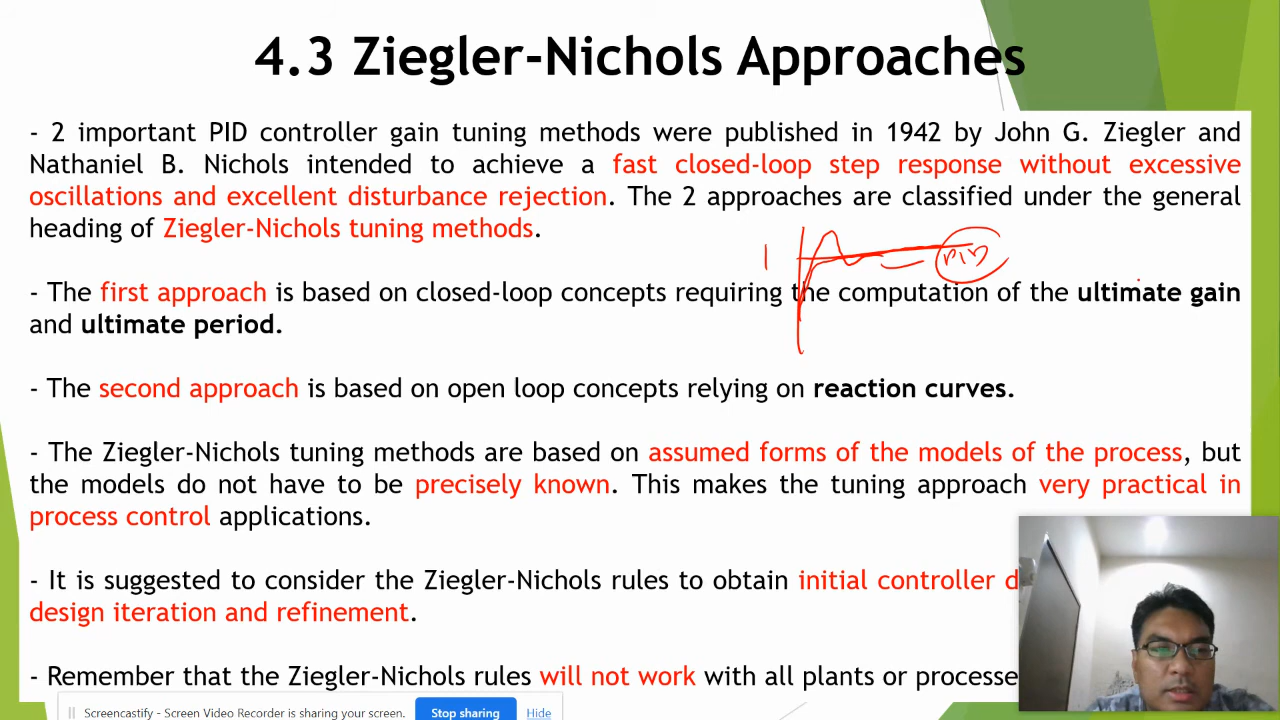 4.3 Ziegler-Nichols Approaches
- 2 important PID controller gain tuning methods were published in 1942 by John G. Ziegler and
Nathaniel B. Nichols intended to achieve a fast closed-loop step response without excessive
oscillations and excellent disturbance rejection. The 2 approaches are classified under the general
heading of Ziegler-Nichols tuning methods.
1
PID
- The first approach is based on closed-loop concepts requiring the computation of the ultimate gain
and ultimate period.
- The second approach is based on open loop concepts relying on reaction curves.
- The Ziegler-Nichols tuning methods are based on assumed forms of the models of the process, but
the models do not have to be precisely known. This makes the tuning approach very practical in
process control applications.
- It is suggested to consider the Ziegler-Nichols rules to obtain initial controller d
design iteration and refinement.
- Remember that the Ziegler-Nichols rules will not work with all plants or processe
Screencastify - Screen Video Recorder is sharing your screen.
Stop sharing
Hide